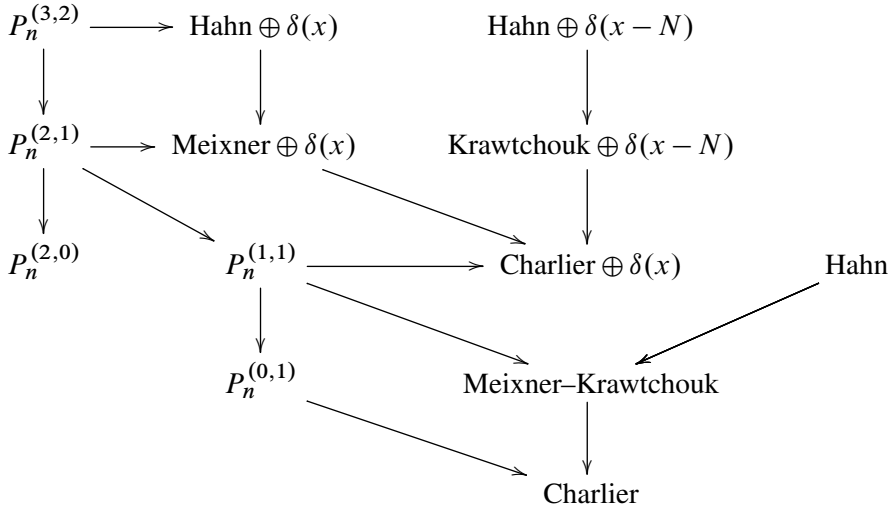 P_n^{(3,2)} Hahn ⊕ δ(x) Hahn ⊕ δ(x − N)
P_n^{(2,1)} Meixner ⊕ δ(x) Krawtchouk ⊕ δ(x − N)
P_n^{(2,0)} P_n^{(1,1)} Charlier ⊕ δ(x) Hahn
P_n^{(0,1)} Meixner–Krawtchouk
Charlier